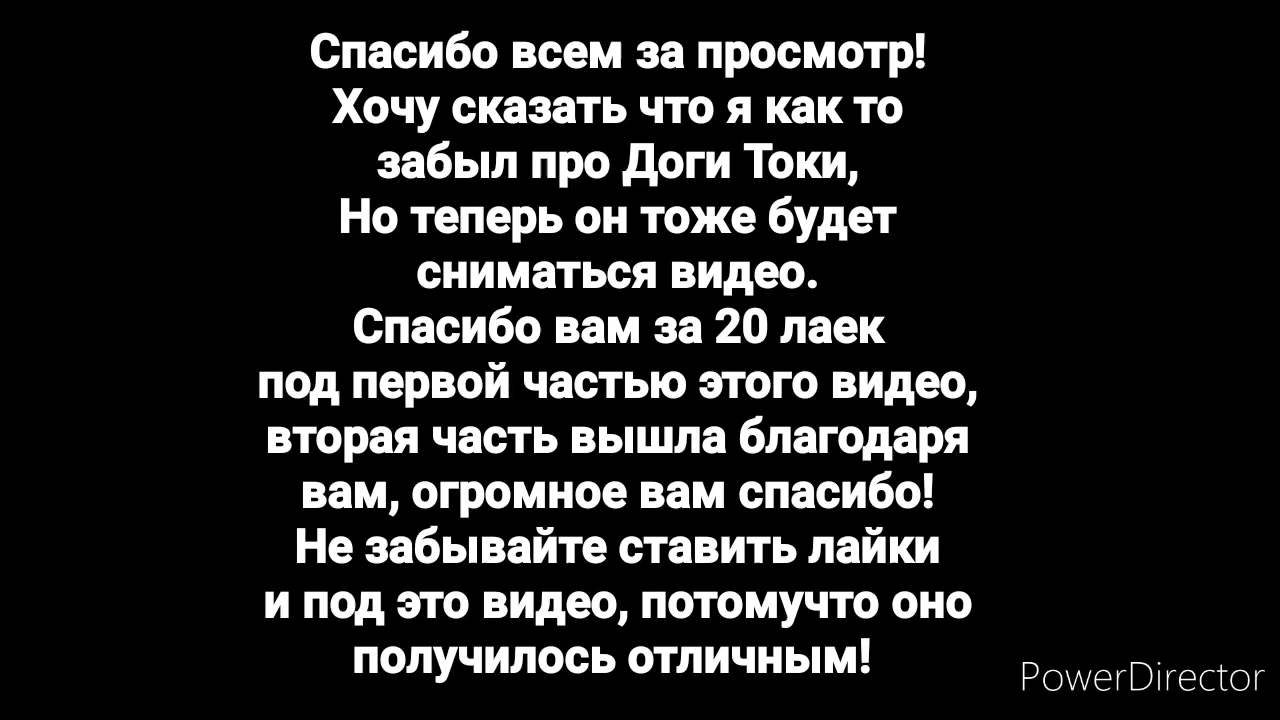 Спасибо всем за просмотр!
Хочу сказать что я как то
забыл про Доги Токи,
Но теперь он тоже будет
сниматься видео.
Спасибо вам за 20 лаек
под первой частью этого видео,
вторая часть вышла благодаря
вам, огромное вам спасибо!
Не забывайте ставить лайки
и под это видео, потомучто оно
получилось отличным!
PowerDirector